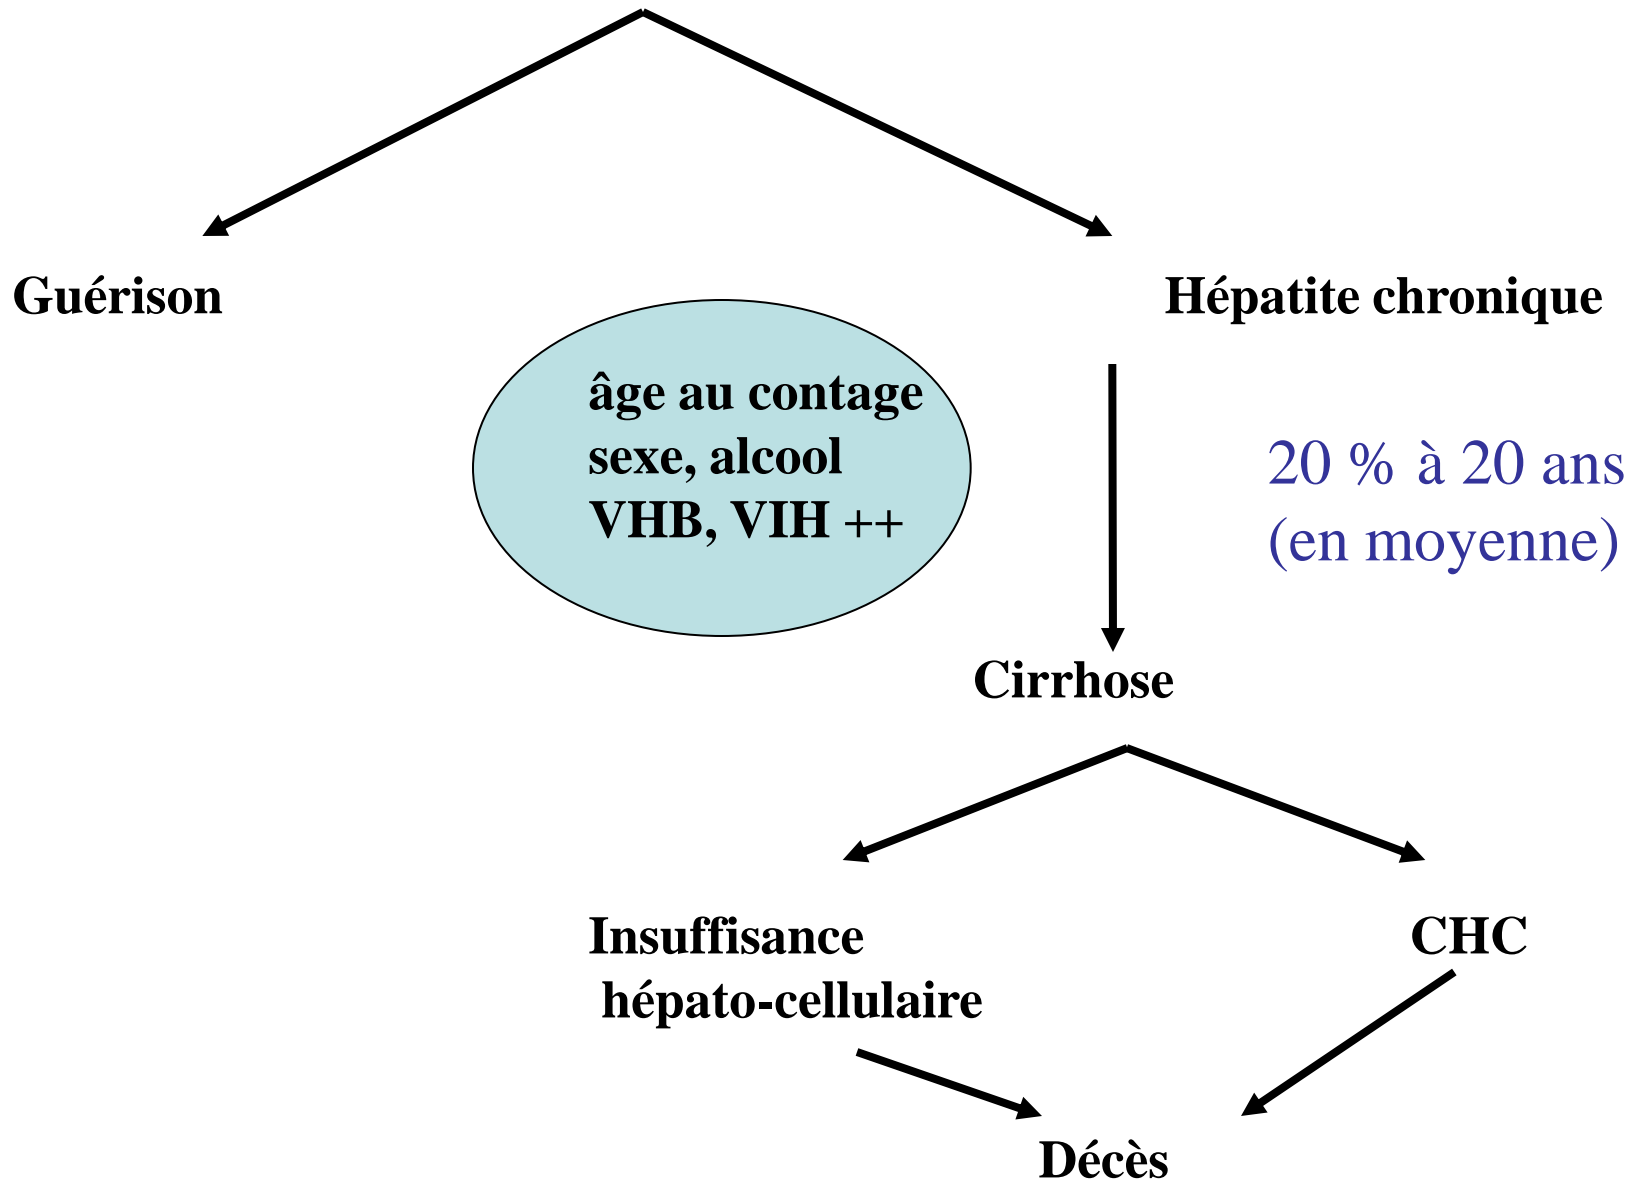 Guérison
Hépatite chronique
âge au contage
sexe, alcool
VHB, VIH ++
20 % à 20 ans
(en moyenne)
Cirrhose
Insuffisance
hépato-cellulaire
CHC
Décès